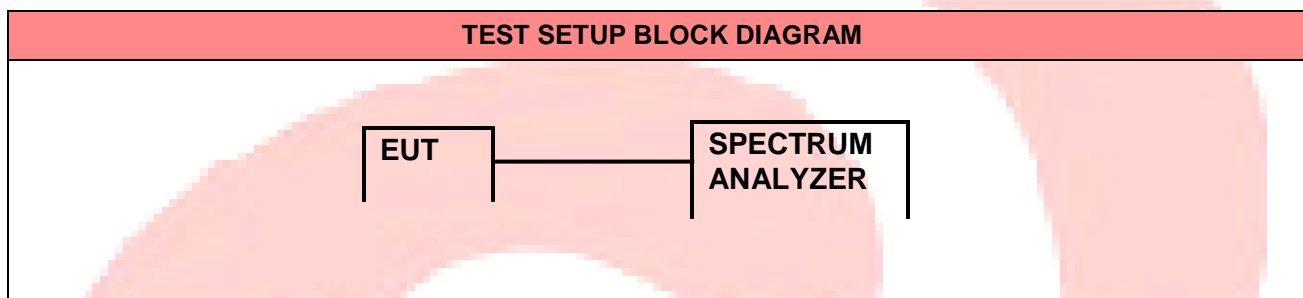 TEST SETUP BLOCK DIAGRAM
EUT
SPECTRUM
ANALYZER